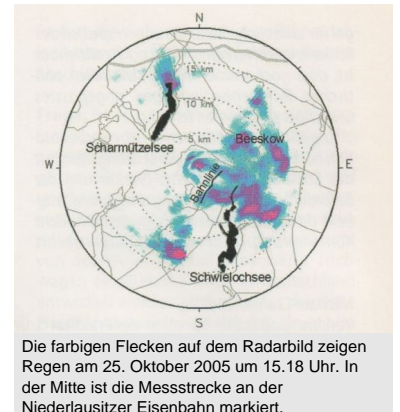 N
15 km
10 km
5 km
Scharmützelsee
Beeskow
W
E
Bahnlinie
Schwielochsee
S
Die farbigen Flecken auf dem Radarbild zeigen
Regen am 25. Oktober 2005 um 15.18 Uhr. In
der Mitte ist die Messstrecke an der
Niederlausitzer Eisenbahn markiert.